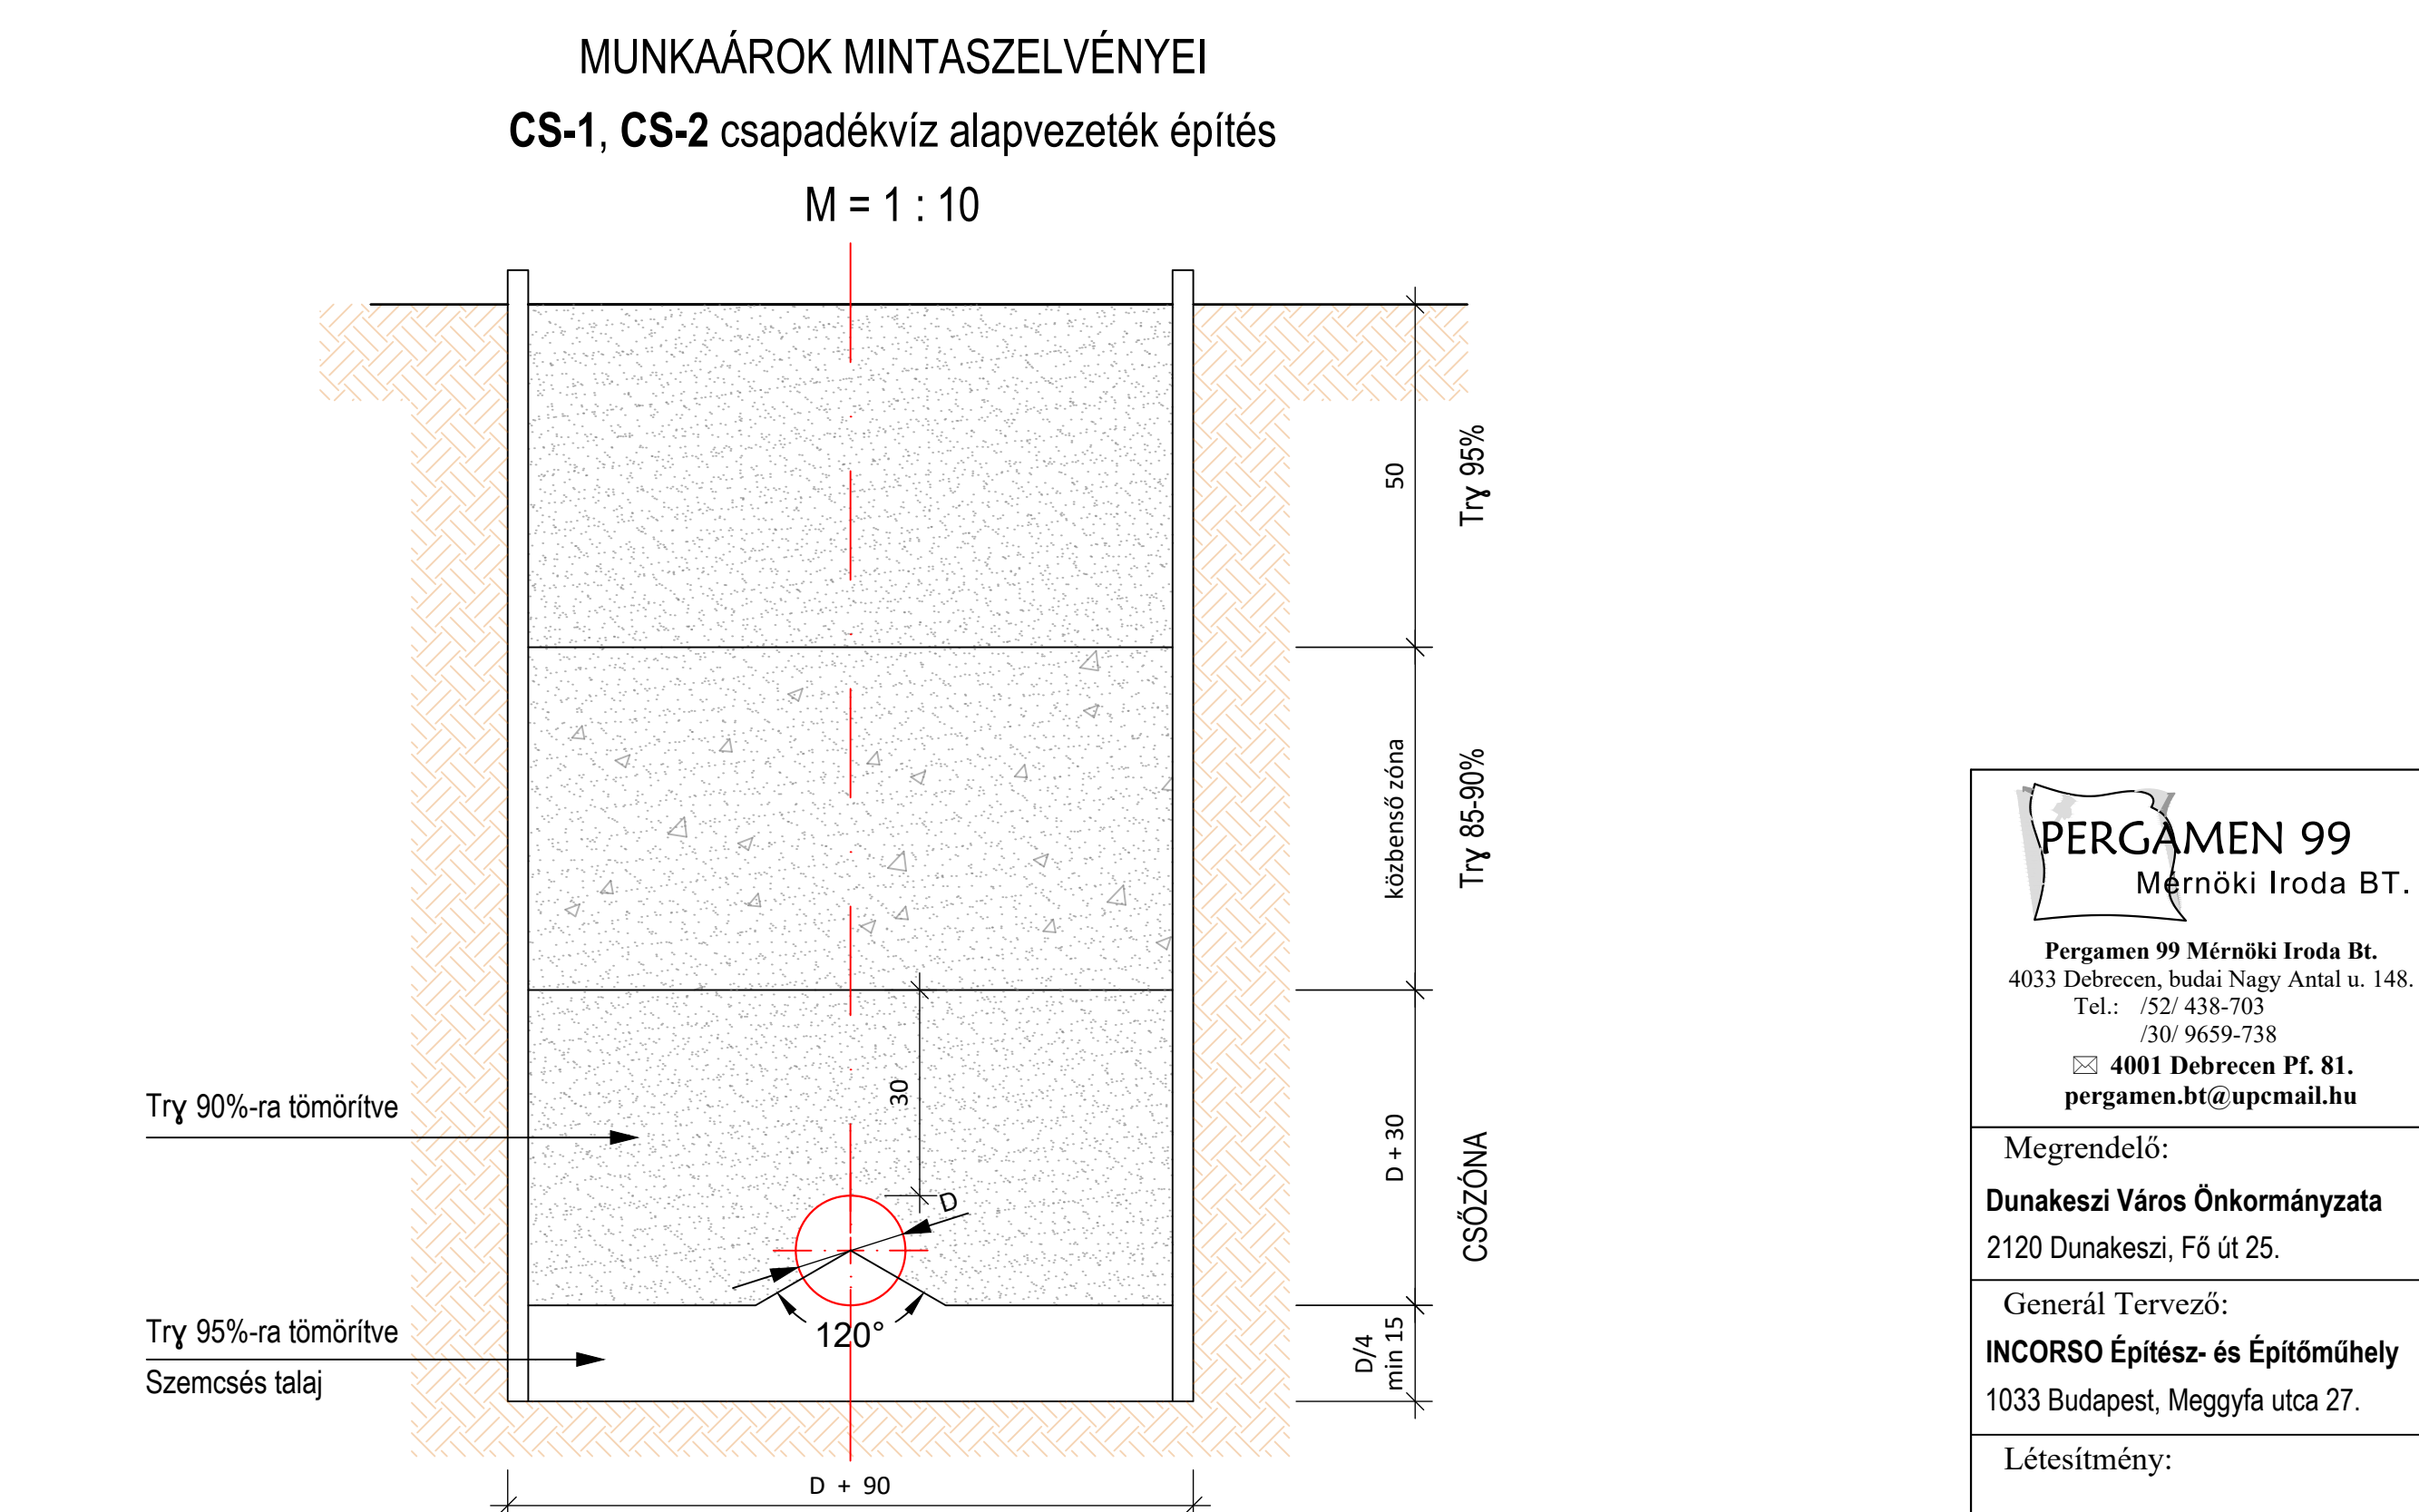 MUNKAÁROK MINTASZELVÉNYEI
CS-1, CS-2 csapadékvíz alapvezeték építés
M = 1 : 10
50
Trɣ 95%
közbenső zóna
Trɣ 85-90%
30
D + 30
CSŐZÓNA
D
120°
D/4
min 15
D + 90
Trɣ 90%-ra tömörítve
Trɣ 95%-ra tömörítve
Szemcsés talaj
PERGAMEN 99
Mérnöki Iroda BT.
Pergamen 99 Mérnöki Iroda Bt.
4033 Debrecen, budai Nagy Antal u. 148.
Tel.: /52/ 438-703
/30/ 9659-738
4001 Debrecen Pf. 81.
pergamen.bt@upcmail.hu
Megrendelő:
Dunakeszi Város Önkormányzata
2120 Dunakeszi, Fő út 25.
Generál Tervező:
INCORSO Építész- és Építőműhely
1033 Budapest, Meggyfa utca 27.
Létesítmény: